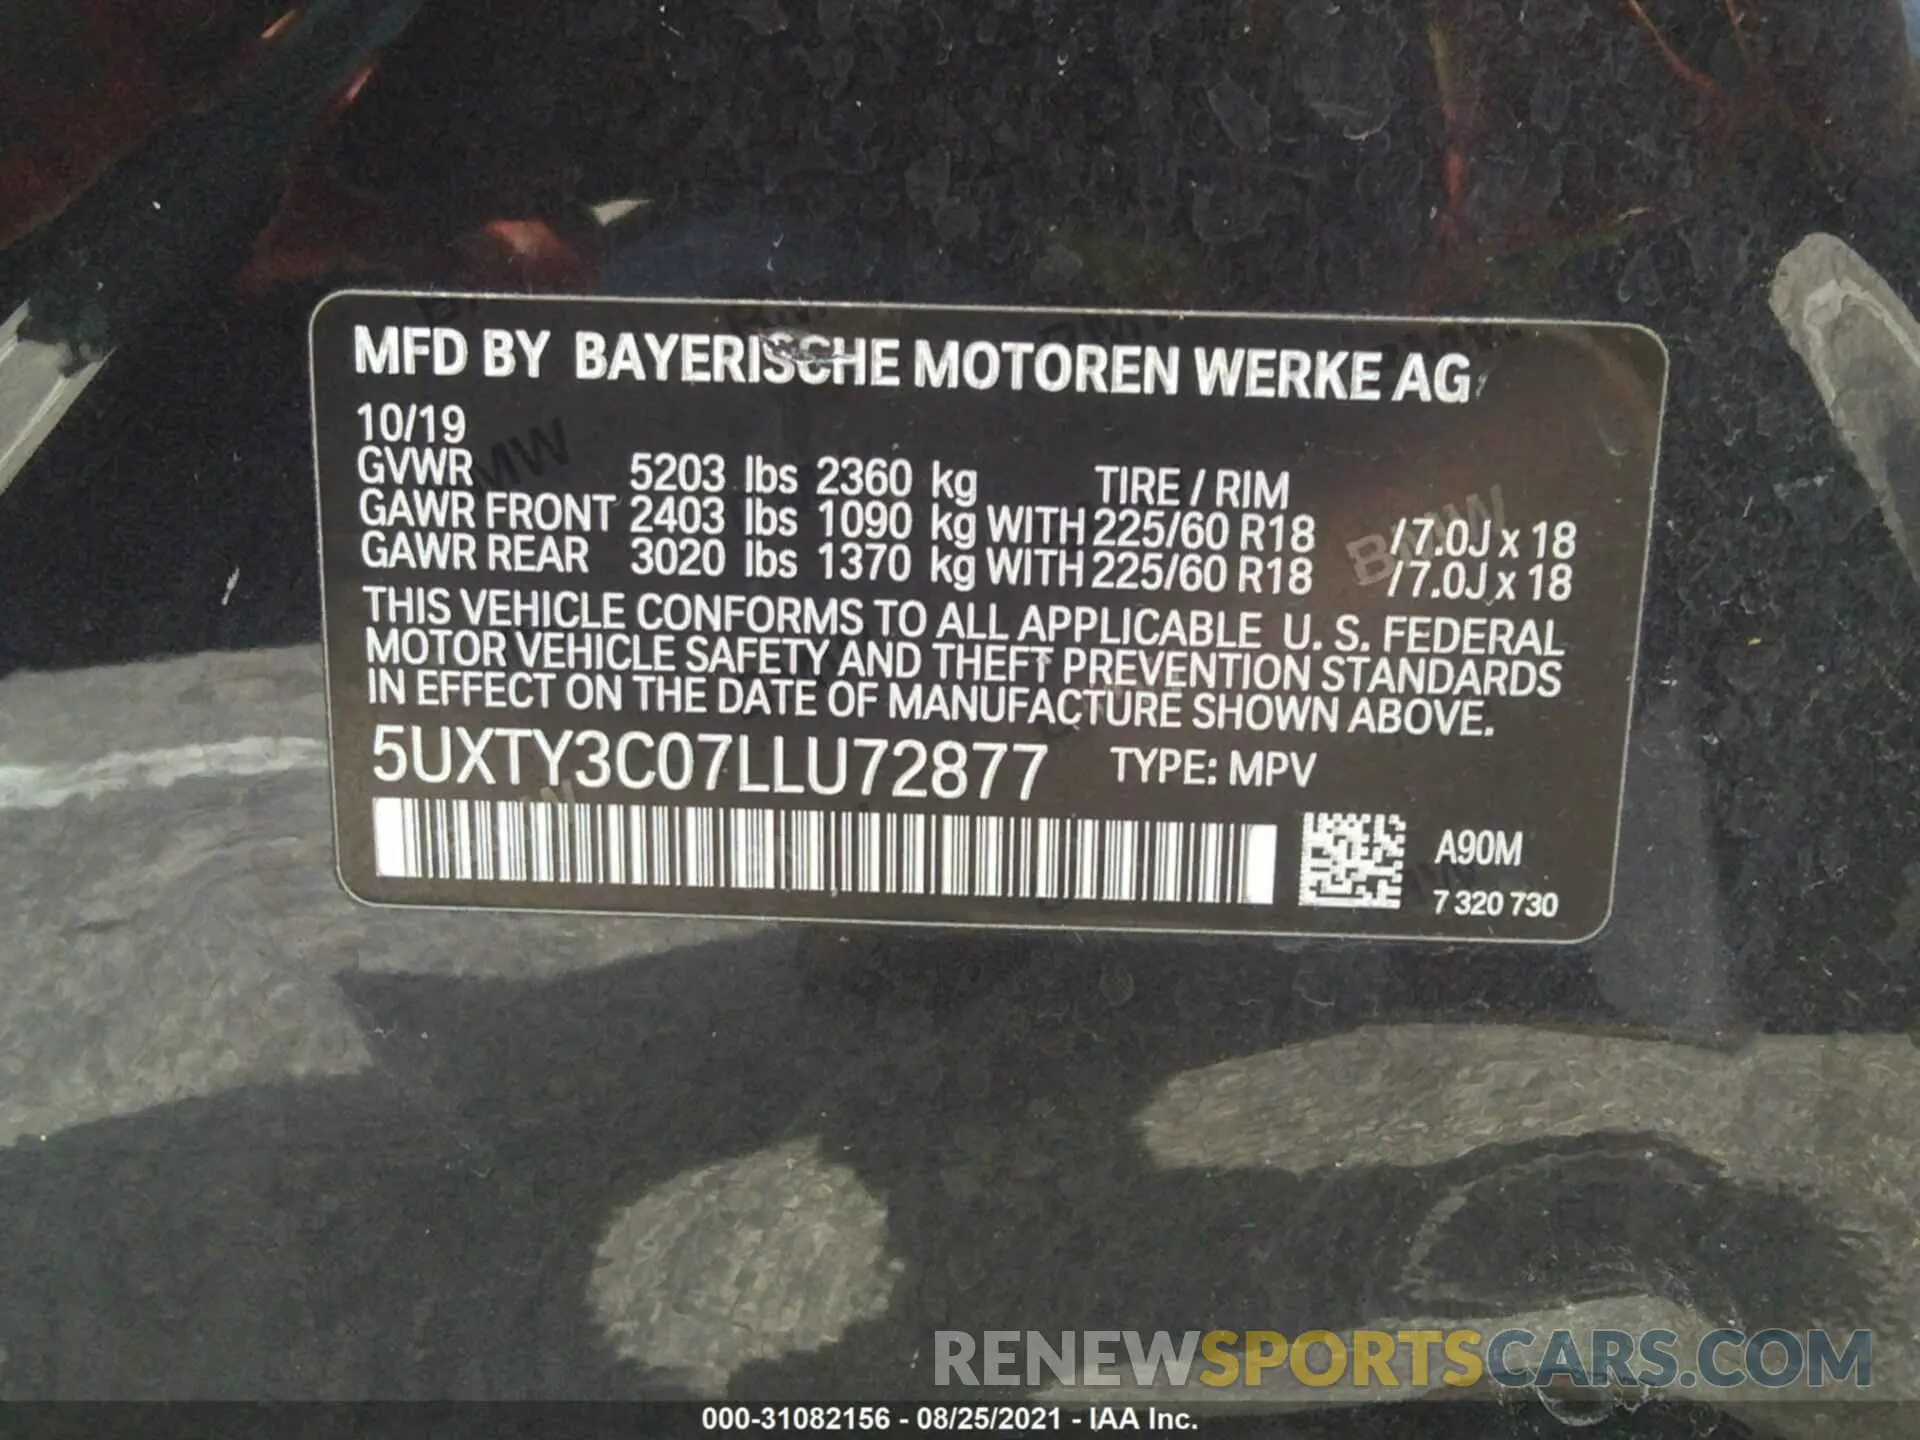 MFD BY BAYERISCHE MOTOREN WERKE AG
10/19
GVWR 5203 lbs 2360 kg TIRE / RIM
GAWR FRONT 2403 lbs 1090 kg WITH 225/60 R18 /7.0J x 18
GAWR REAR 3020 lbs 1370 kg WITH 225/60 R18 /7.0J x 18
THIS VEHICLE CONFORMS TO ALL APPLICABLE U. S. FEDERAL
MOTOR VEHICLE SAFETY AND THEFT PREVENTION STANDARDS
IN EFFECT ON THE DATE OF MANUFACTURE SHOWN ABOVE.
5UXTY3C07LLU72877 TYPE: MPV
A90M
7 320 730
RENEWSPORTSCARS.COM
000-31082156 - 08/25/2021 - IAA Inc.